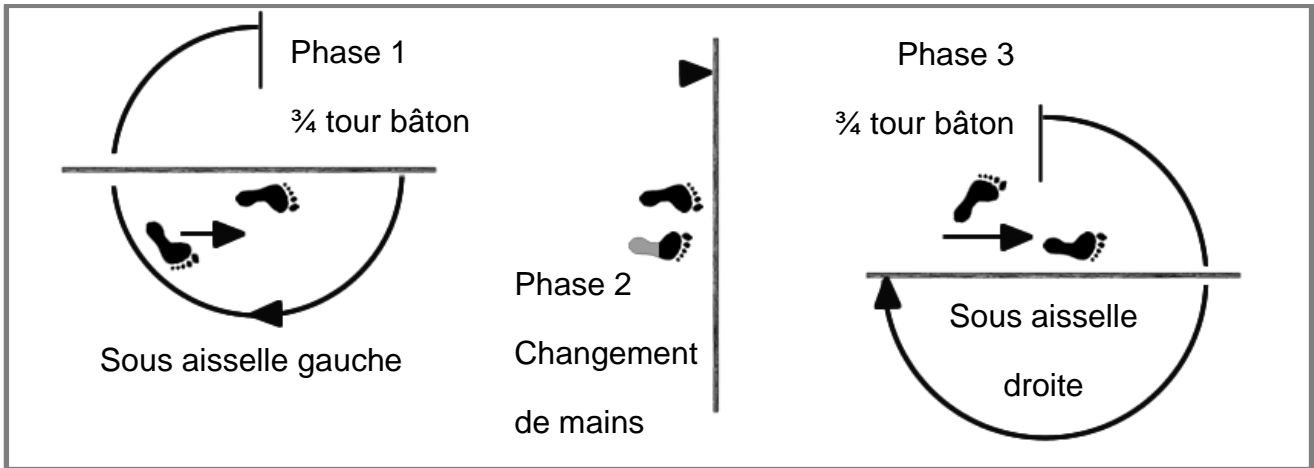 Phase 1
¾ tour bâton
Sous aisselle gauche
Phase 2
Changement
de mains
Phase 3
¾ tour bâton
Sous aisselle
droite